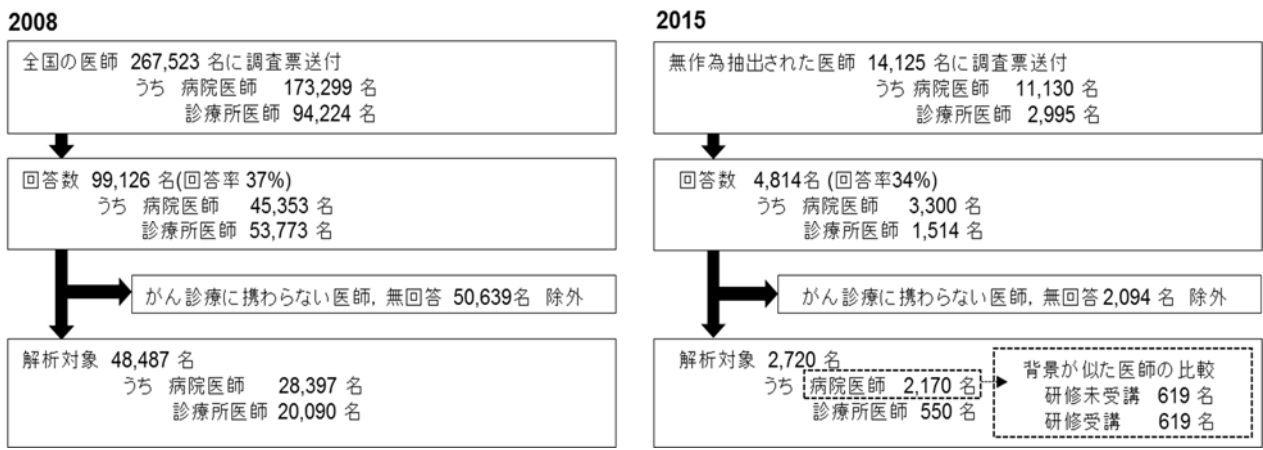 2008
全国の医師 267,523 名に調査票送付
うち 病院医師 173,299 名
診療所医師 94,224 名
回答数 99,126 名(回答率 37%)
うち 病院医師 45,353 名
診療所医師 53,773 名
がん診療に携わらない医師, 無回答 50,639名 除外
解析対象 48,487 名
うち 病院医師 28,397 名
診療所医師 20,090 名
2015
無作為抽出された医師 14,125 名に調査票送付
うち 病院医師 11,130 名
診療所医師 2,995 名
回答数 4,814名 (回答率34%)
うち 病院医師 3,300 名
診療所医師 1,514 名
がん診療に携わらない医師, 無回答 2,094 名 除外
解析対象 2,720 名
うち 病院医師 2,170 名
診療所医師 550 名
背景が似た医師の比較
研修未受講 619 名
研修受講 619 名